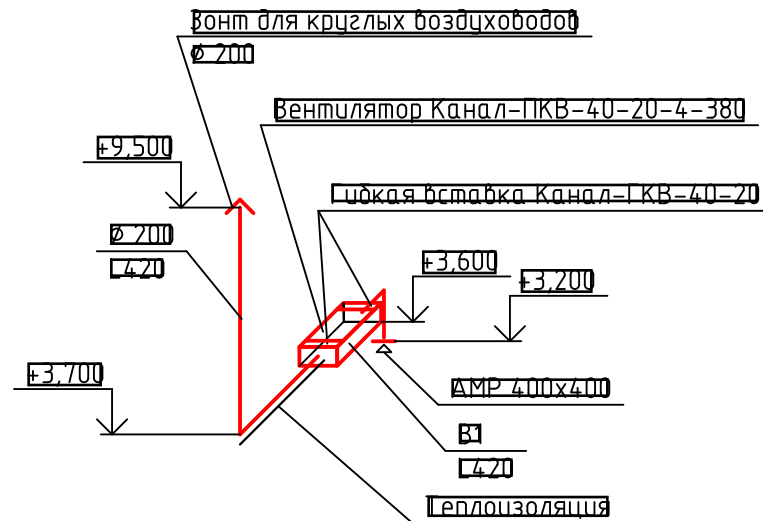 Зонт для круглых воздуховодов
Ø 200
Вентилятор Канал-ПКВ-40-20-4-380
+9,500
Гибкая вставка Канал-ГКВ-40-20
Ø 200
L420
+3,600
+3,200
+3,700
АМР 400х400
В1
L420
Теплоизоляция